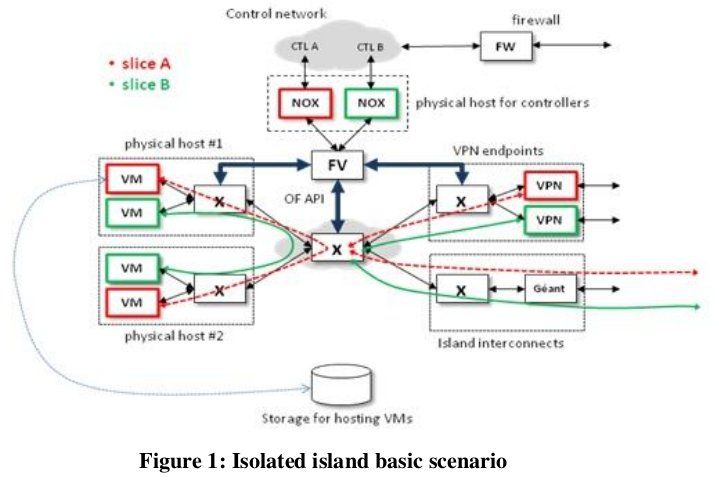 Control network
firewall
CTL A
CTL B
FW
• slice A
• slice B
NOX
NOX
physical host for controllers
physical host #1
VPN endpoints
FV
VM
X
VM
OF API
X
VPN
VPN
X
VM
X
VM
X
Géant
physical host #2
Island interconnects
Storage for hosting VMs
Figure 1: Isolated island basic scenario